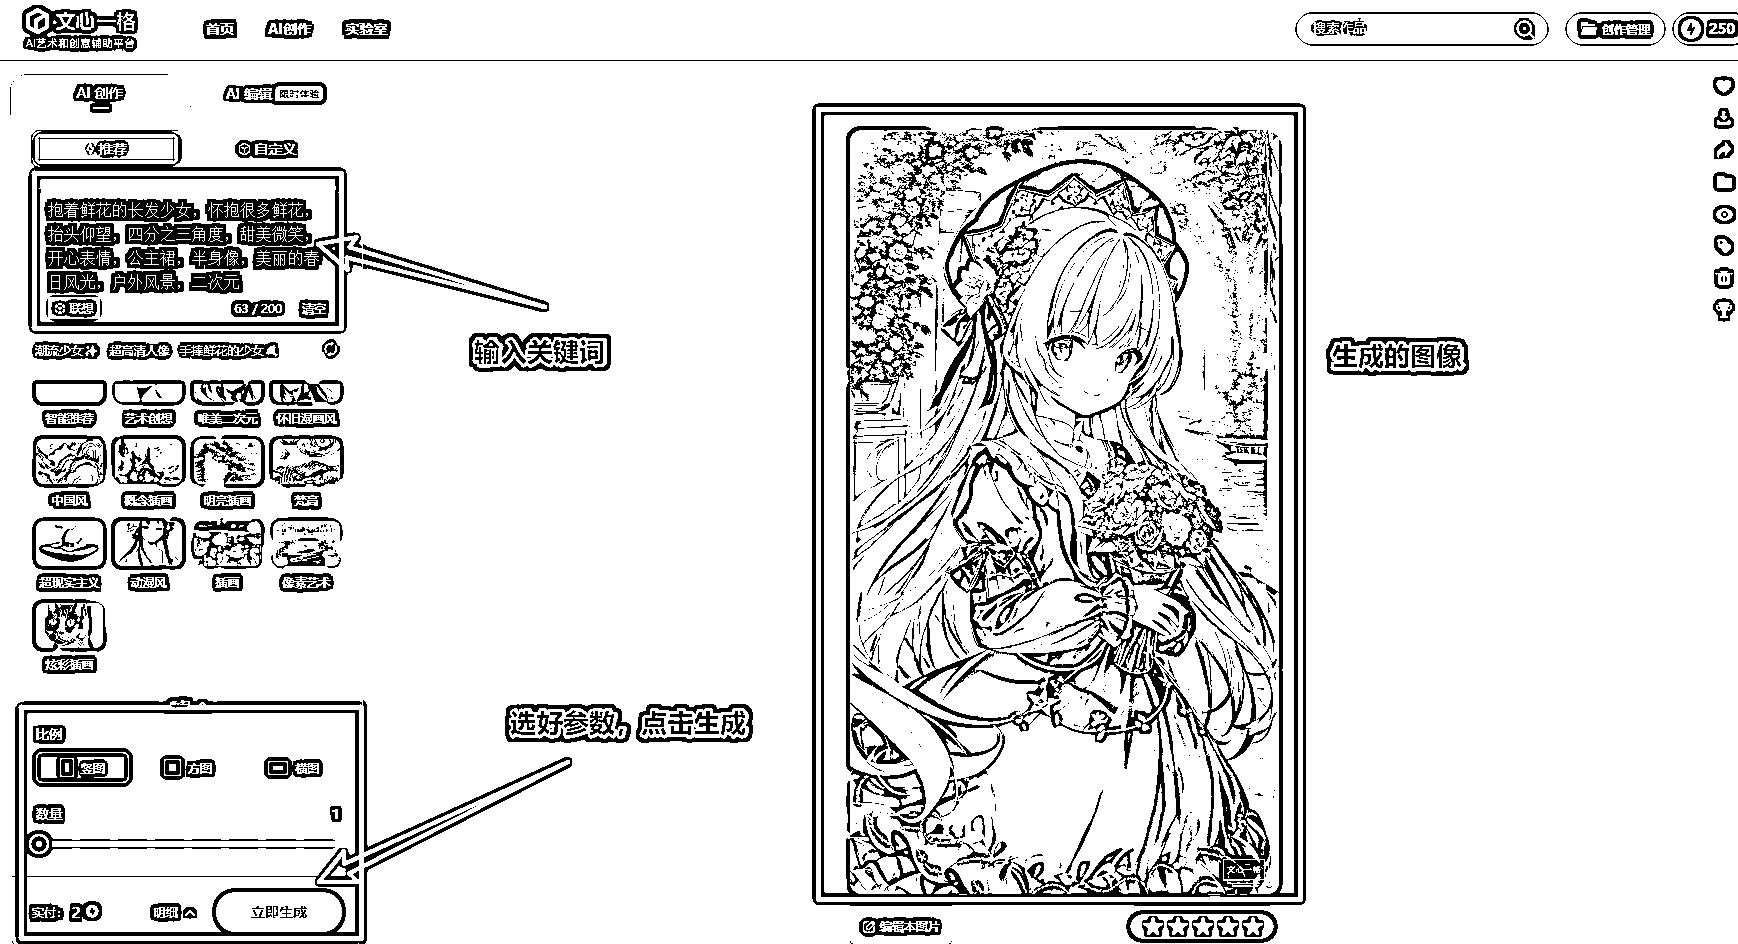 文心一格
AI艺术和创意辅助平台
首页
AI创作
实验室
搜索作品
创作管理
250
AI 创作
AI 编辑
限时体验
推荐
自定义
抱着鲜花的长发少女，怀抱很多鲜花，
抬头仰望，四分之三角度，甜美微笑，
开心表情，公主裙，半身像，美丽的春
日风光，户外风景，二次元
联想
63 / 200
清空
潮流少女
超高清人像
手捧鲜花的少女
输入关键词
生成的图像
智能推荐
艺术创想
唯美二次元
怀旧漫画风
中国风
概念插画
明亮插画
梵高
超现实主义
动漫风
插画
像素艺术
炫彩插画
选好参数，点击生成
比例
竖图
方图
横图
数量
1
实付：2
明细
立即生成
编辑本图片